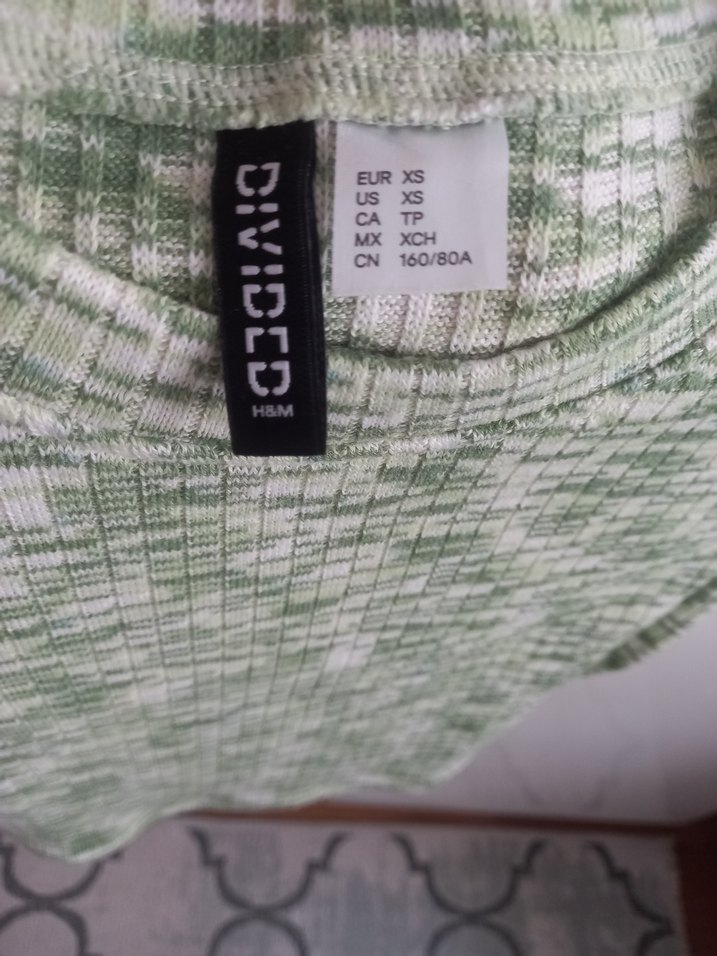 DIVIDED
H&M
EUR XS
US XS
CA TP
MX XCH
CN 160/80A